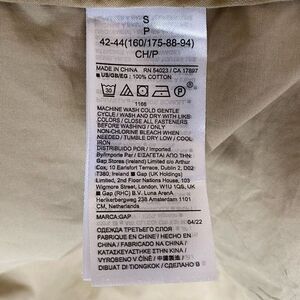 S
P
42-44(160/175-88-94)
CH/P
MADE IN CHINA RN 54023 / CA 17897
US/GB/EG : 100% COTTON
30
P
1166
MACHINE WASH COLD GENTLE
CYCLE / WASH AND DRY WITH LIKE
COLORS / CLOSE ALL FASTENERS
BEFORE WASHING / ONLY
NON-CHLORINE BLEACH WHEN
NEEDED / TUMBLE DRY LOW / COOL
IRON
DISTRIBUIDO POR / Imported
By/Importé Par / ΕΙΣΑΓΕΤΑΙ ΑΠΟ ΤΗΝ:
Gap Stores (Ireland) Limited c/o Arthur
Cox, 10 Earlsfort Terrace, Dublin 2, D02
T380, Ireland Gap (UK Holdings)
Limited, 2nd Floor Nations House, 103
Wigmore Street, London, W1U 1QS, UK
Gap (RHC) B.V. Luna ArenA
Herikerbergweg 238 Amsterdam 1101
CM, Netherlands
MARCA:GAP 04/22
ОДЕЖДА ТРЕТЬЕГО СЛОЯ
FABRIQUE EN CHINE / HECHO EN
CHINA / FABRICADO NA CHINA /
ΚΑΤΑΣΚΕΥΑΣΤΗΚΕ ΣΤΗΝ ΚΙΝΑ /
VYROBENO V ČÍNĚ /
DIBUAT DI TIONGKOK / СДЕЛАНО В